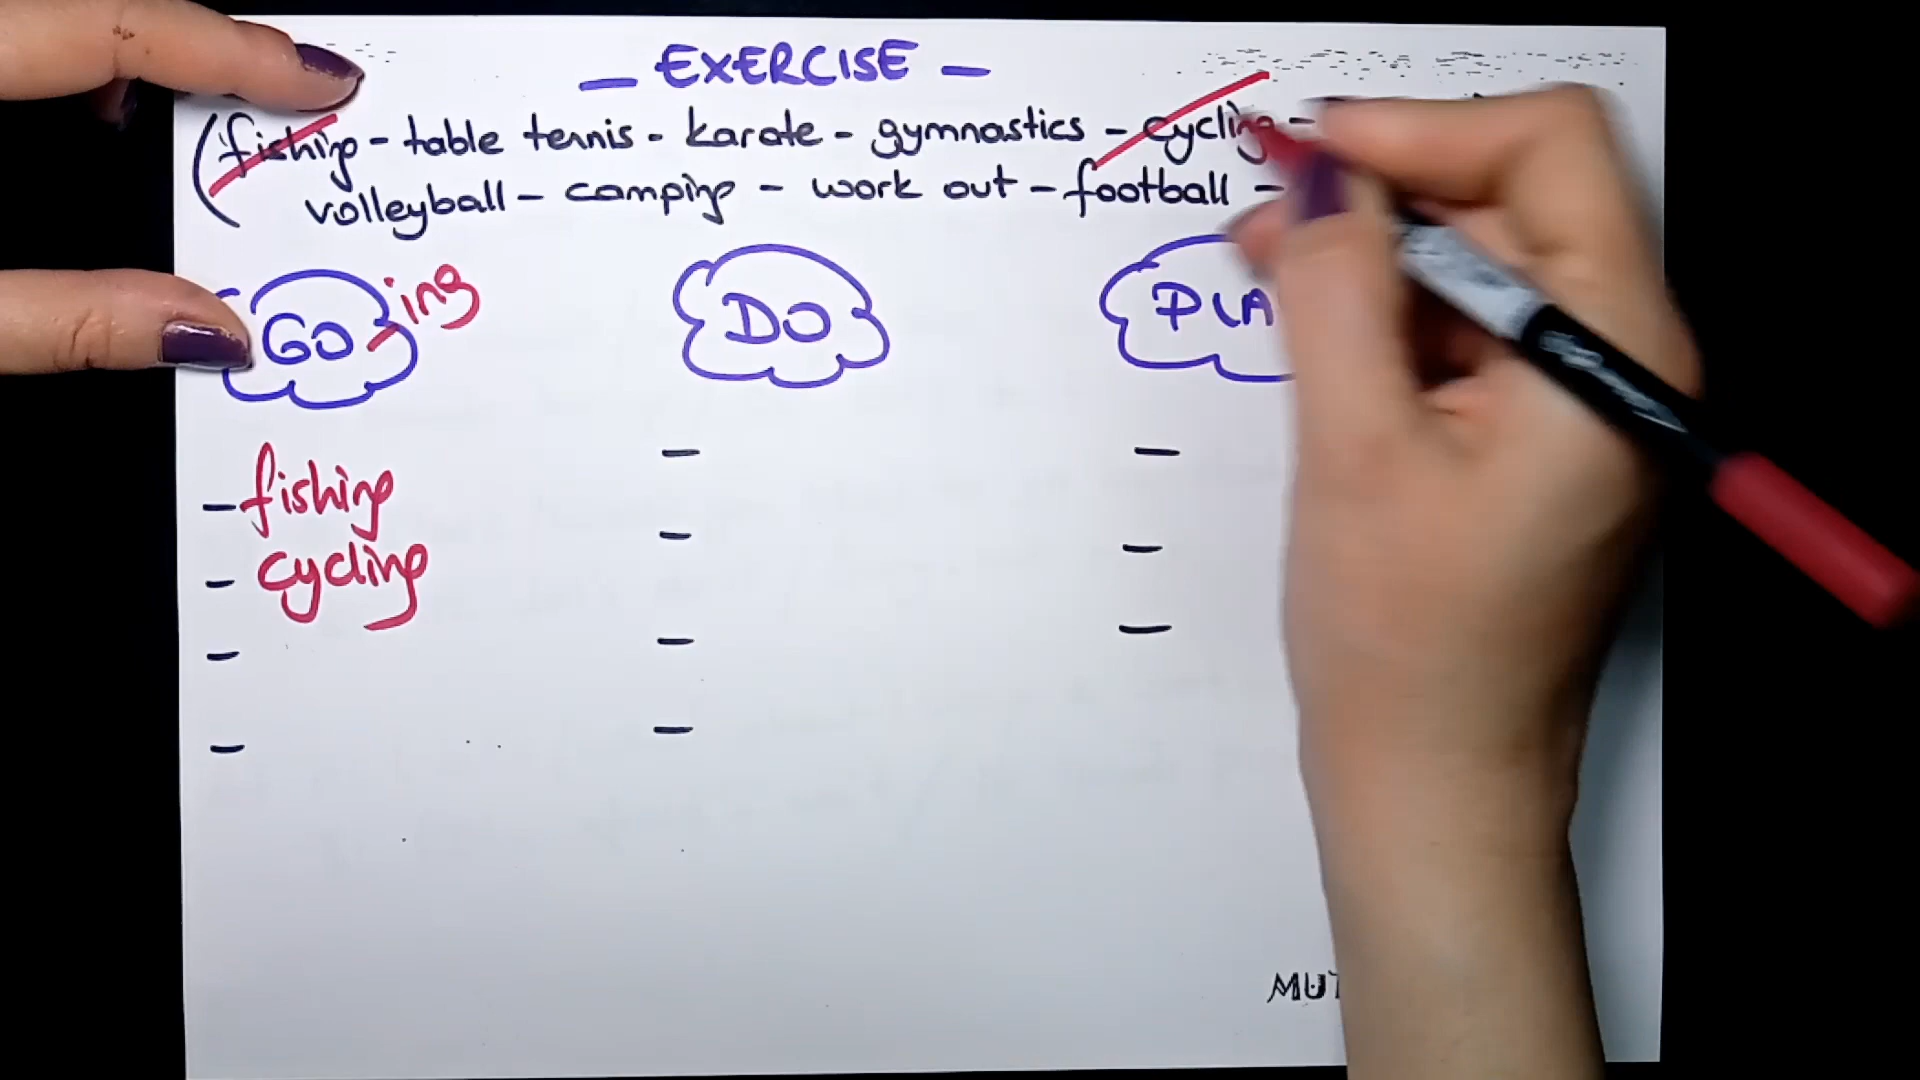 - EXERCISE -
(fishing - table tennis - karate - gymnastics - cycling -
volleyball - camping - work out - football -
GO ing
DO
- fishing
- cycling